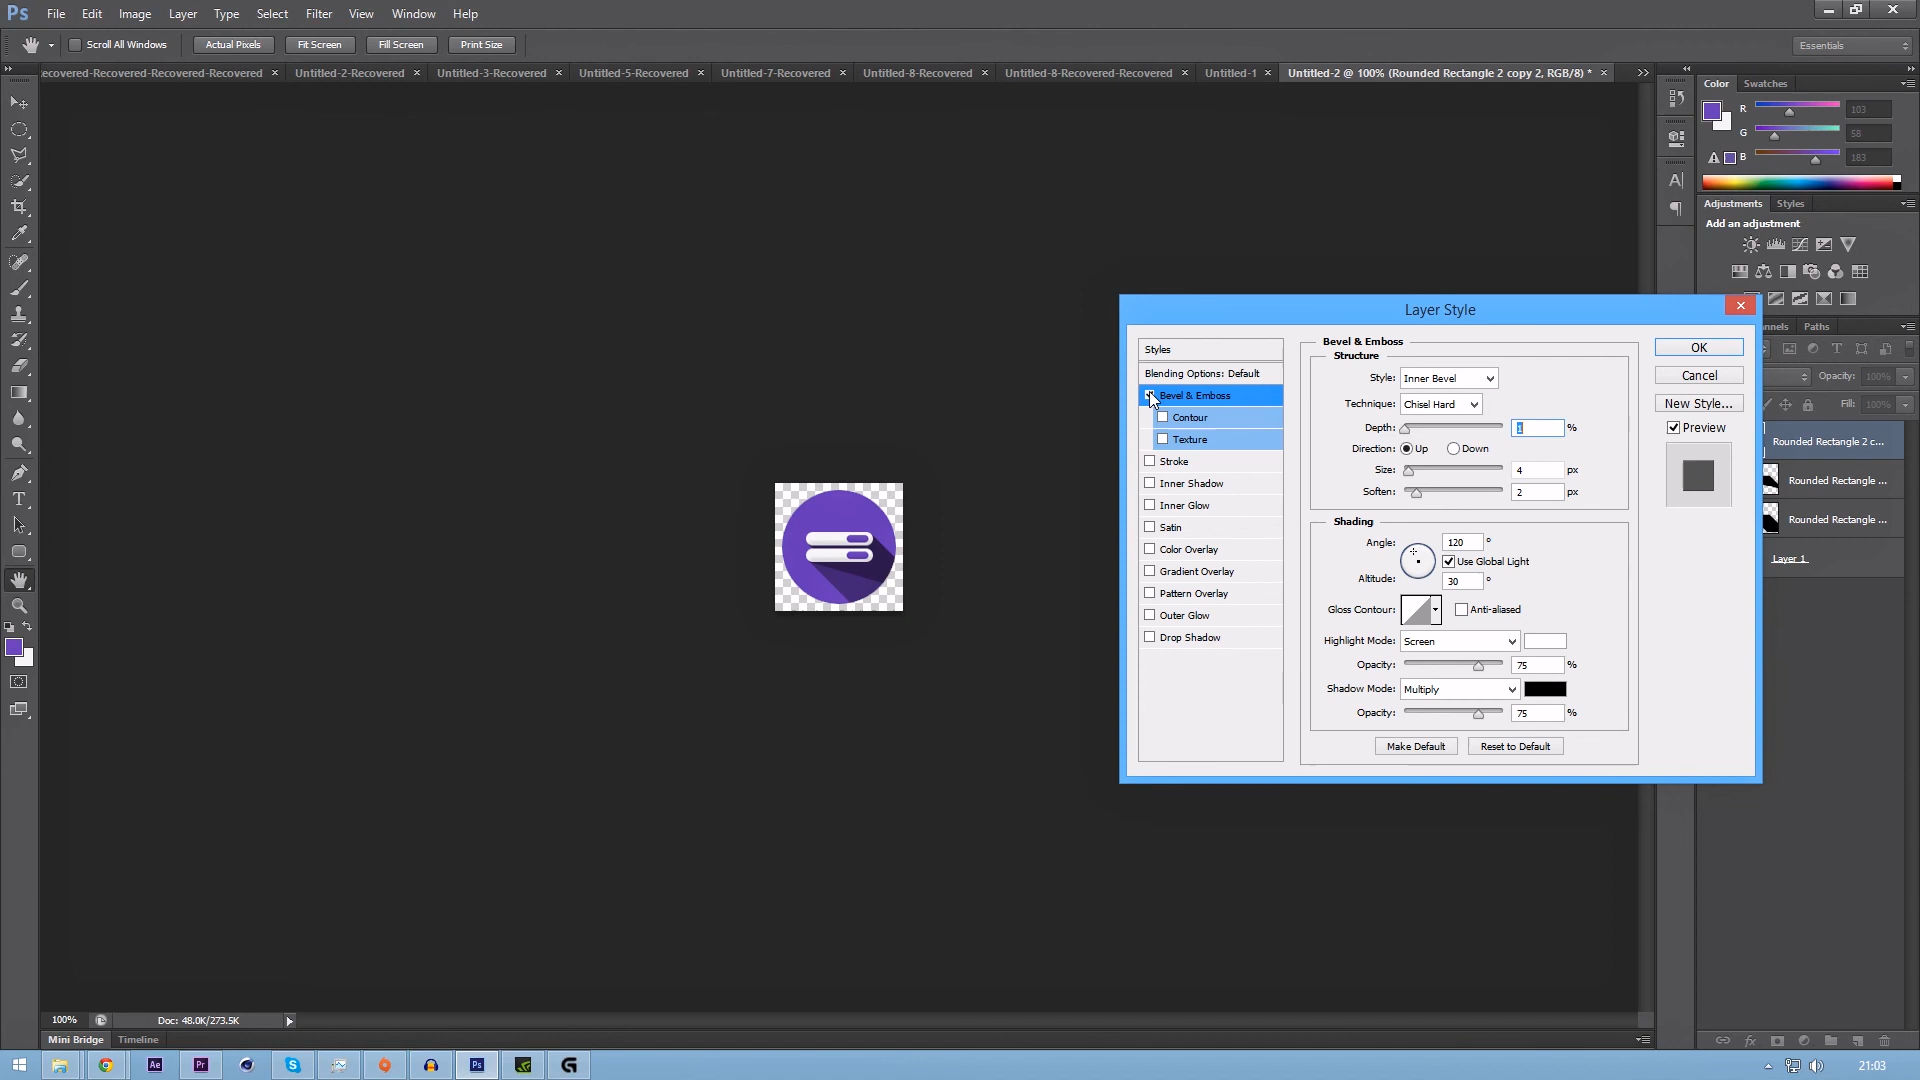 Ps File Edit Image Layer Type Select Filter View Window Help
Scroll All Windows Actual Pixels Fit Screen Fill Screen Print Size Essentials
ecovered-Recovered-Recovered-Recovered × Untitled-2-Recovered × Untitled-3-Recovered × Untitled-5-Recovered × Untitled-7-Recovered × Untitled-8-Recovered × Untitled-8-Recovered-Recovered × Untitled-1 × Untitled-2 @ 100% (Rounded Rectangle 2 copy 2, RGB/8) * ×
Color Swatches
R 103
G 58
B 183
Adjustments Styles
Add an adjustment
nnels Paths
Opacity: 100%
Fill: 100%
Rounded Rectangle 2 c...
Rounded Rectangle ...
Rounded Rectangle ...
Layer 1
Layer Style
Styles
Blending Options: Default
Bevel & Emboss
Contour
Texture
Stroke
Inner Shadow
Inner Glow
Satin
Color Overlay
Gradient Overlay
Pattern Overlay
Outer Glow
Drop Shadow
Bevel & Emboss
Structure
Style: Inner Bevel
Technique: Chisel Hard
Depth: 1 %
Direction: Up Down
Size: 4 px
Soften: 2 px
Shading
Angle: 120 °
Use Global Light
Altitude: 30 °
Gloss Contour: Anti-aliased
Highlight Mode: Screen
Opacity: 75 %
Shadow Mode: Multiply
Opacity: 75 %
Make Default Reset to Default
OK
Cancel
New Style...
Preview
100% Doc: 48.0K/273.5K
Mini Bridge Timeline
Ae Pr Ps 21:03